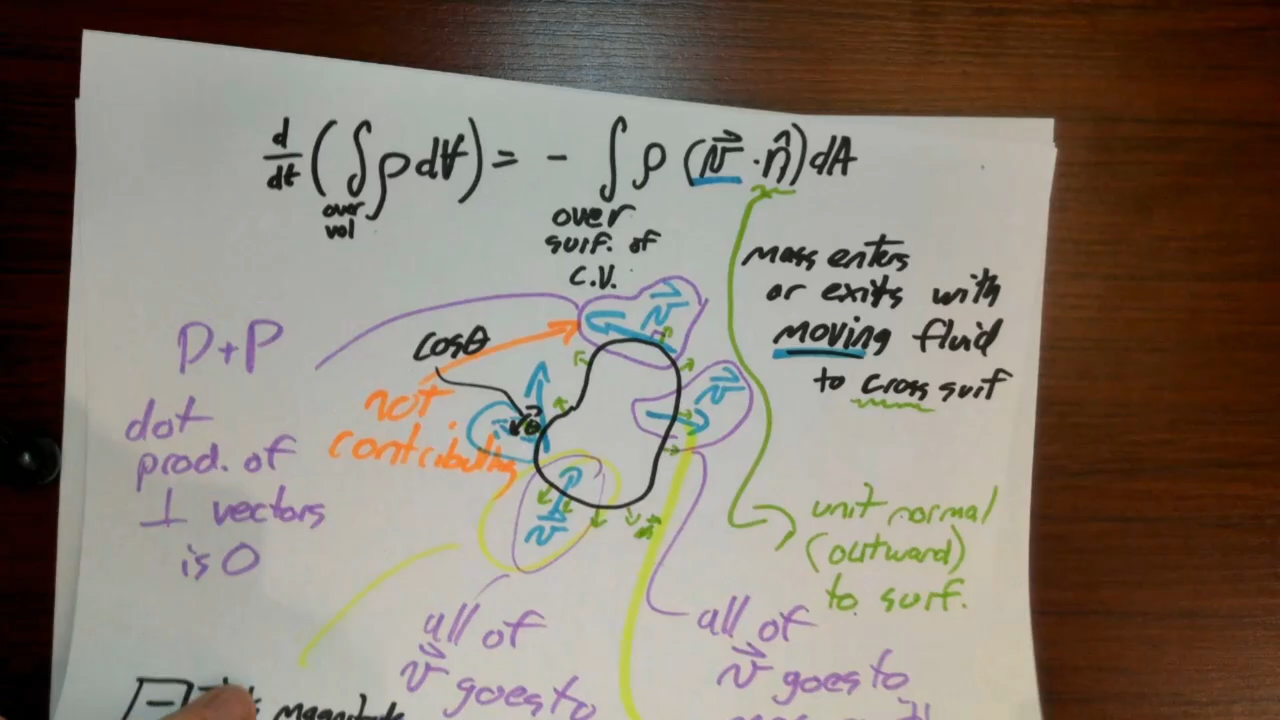 d/dt (∫ρdV) = - ∫ρ (v⃗ · n̂) dA
over
vol
over
surf. of
C.V.
mass enters
or exits with
moving fluid
to cross surf
v⃗
P+P
cosθ
v⃗
not
contributing
θ
dot
prod. of
⊥ vectors
is 0
v⃗
n̂
unit normal
(outward)
to surf.
all of
v⃗ goes to
all of
v⃗ goes to
magnitude